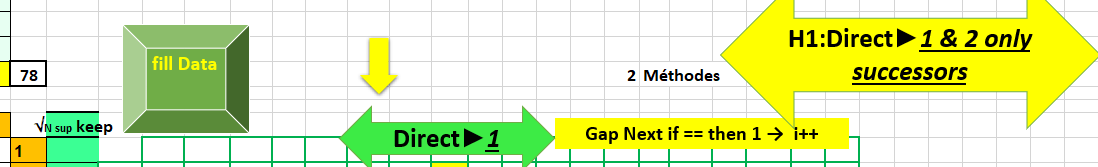 H1:Direct►1 & 2 only
successors
fill Data
78
2 Méthodes
√N sup keep
Direct►1
Gap Next if == then 1 → i++
1